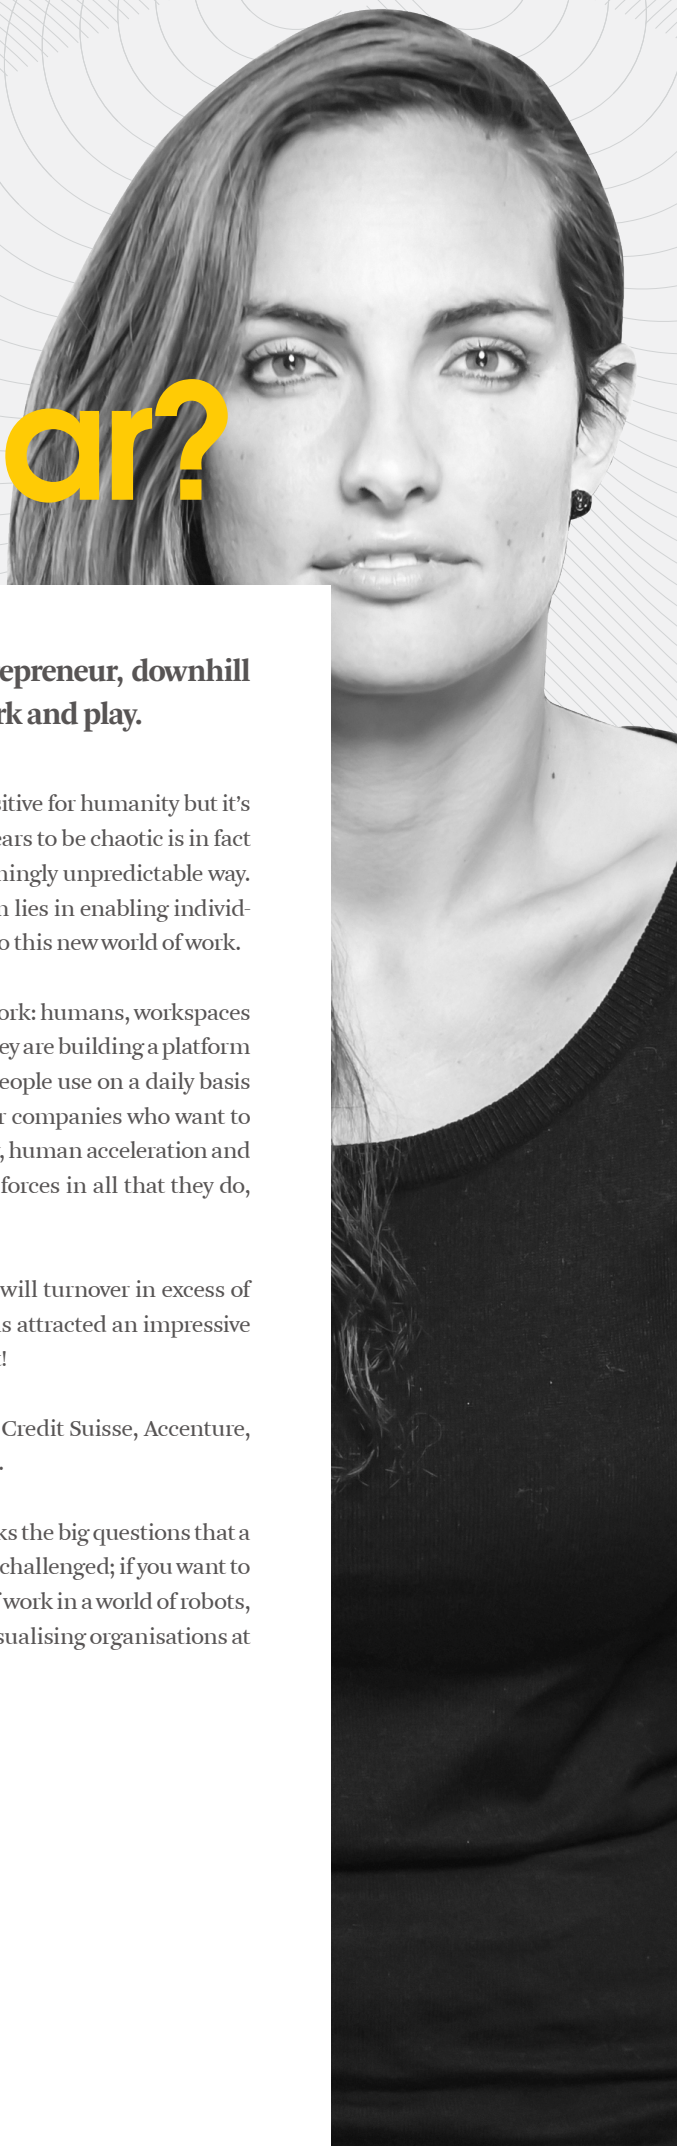 ar?
epreneur, downhill
rk and play.
sitive for humanity but it's
ears to be chaotic is in fact
mingly unpredictable way.
n lies in enabling individ-
o this new world of work.
ork: humans, workspaces
ey are building a platform
eople use on a daily basis
r companies who want to
, human acceleration and
forces in all that they do,
will turnover in excess of
s attracted an impressive
!
Credit Suisse, Accenture,
.
ks the big questions that a
challenged; if you want to
f work in a world of robots,
sualising organisations at